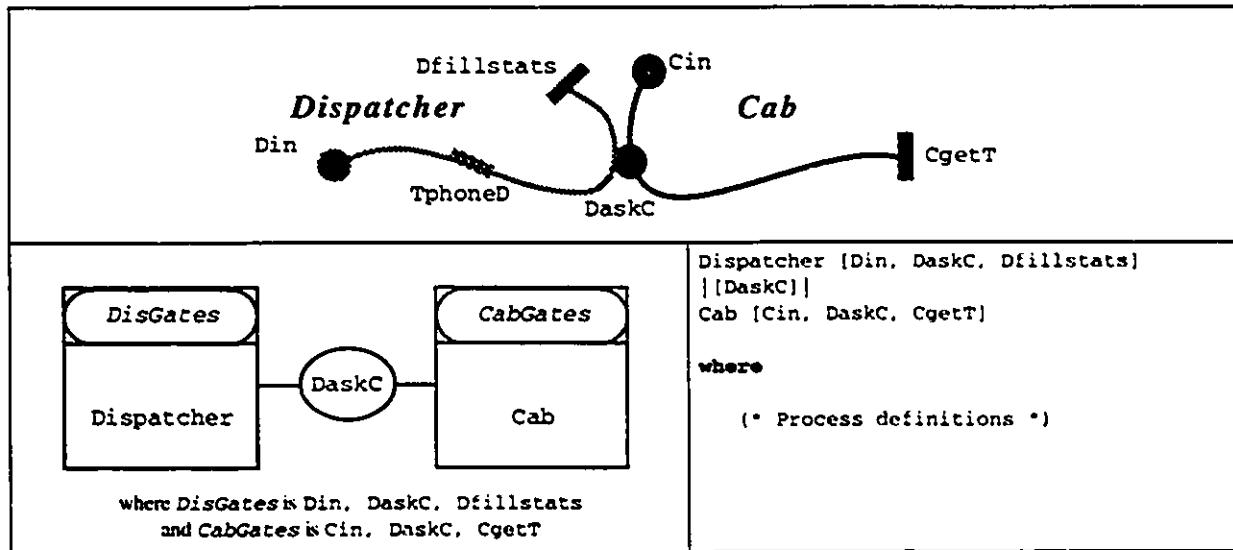 Dfillstats
Cin
Dispatcher
Cab
Din
CgetT
TphoneD
DaskC
DisGates
CabGates
DaskC
Dispatcher
Cab
where DisGates is Din, DaskC, Dfillstats
and CabGates is Cin, DaskC, CgetT
Dispatcher [Din, DaskC, Dfillstats]
|[DaskC]|
Cab [Cin, DaskC, CgetT]
where
(* Process definitions *)